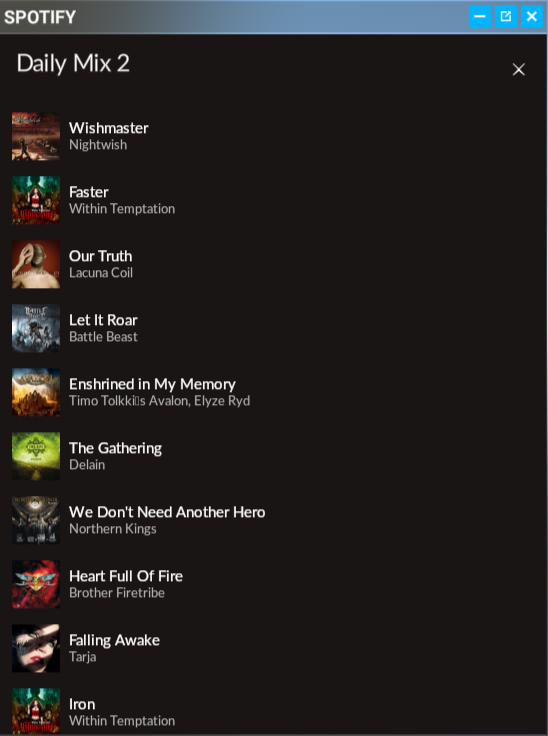 SPOTIFY
Daily Mix 2
Wishmaster
Nightwish
Faster
Within Temptation
Our Truth
Lacuna Coil
Let It Roar
Battle Beast
Enshrined in My Memory
Timo Tolkki▯s Avalon, Elyze Ryd
The Gathering
Delain
We Don't Need Another Hero
Northern Kings
Heart Full Of Fire
Brother Firetribe
Falling Awake
Tarja
Iron
Within Temptation